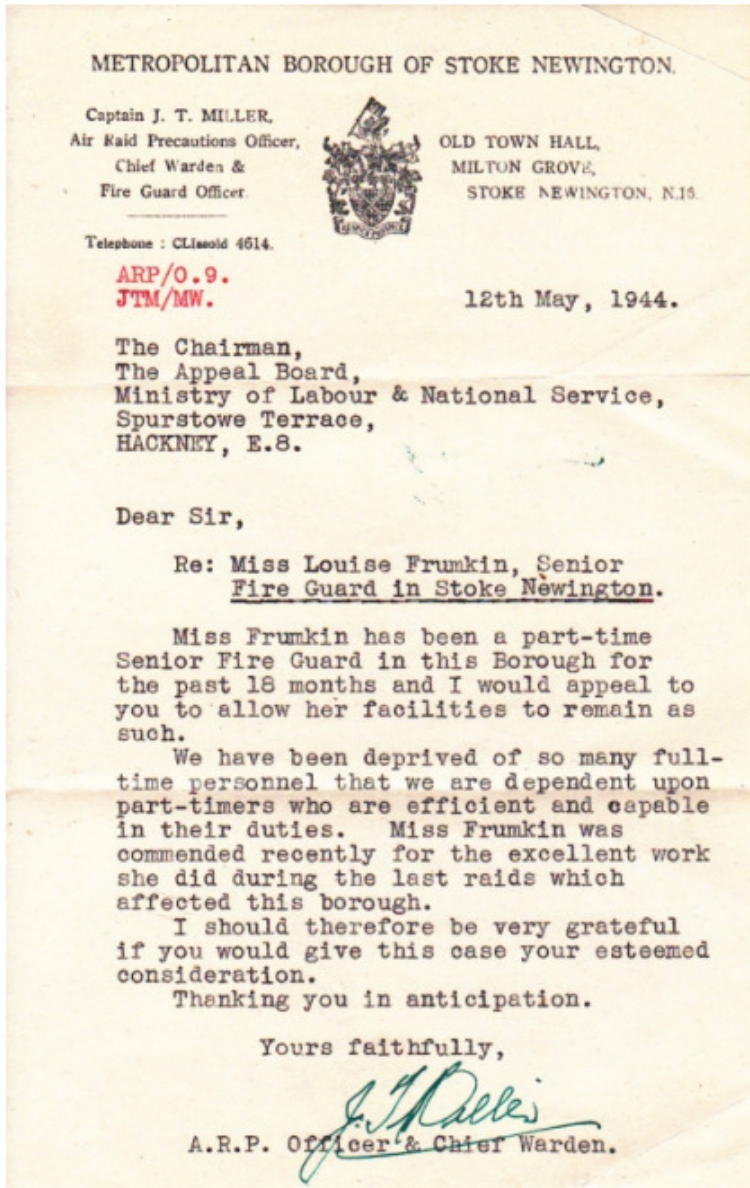 METROPOLITAN BOROUGH OF STOKE NEWINGTON.
Captain J. T. MILLER,
Air Raid Precautions Officer,
Chief Warden &
Fire Guard Officer.
Telephone : CLissold 4614.
OLD TOWN HALL,
MILTON GROVE,
STOKE NEWINGTON, N.16.
ARP/O.9.
JTM/MW.
12th May, 1944.
The Chairman,
The Appeal Board,
Ministry of Labour & National Service,
Spurstowe Terrace,
HACKNEY, E.8.
Dear Sir,
Re: Miss Louise Frumkin, Senior
Fire Guard in Stoke Newington.
Miss Frumkin has been a part-time
Senior Fire Guard in this Borough for
the past 18 months and I would appeal to
you to allow her facilities to remain as
such.
We have been deprived of so many full-
time personnel that we are dependent upon
part-timers who are efficient and capable
in their duties. Miss Frumkin was
commended recently for the excellent work
she did during the last raids which
affected this borough.
I should therefore be very grateful
if you would give this case your esteemed
consideration.
Thanking you in anticipation.
Yours faithfully,
A.R.P. Officer & Chief Warden.